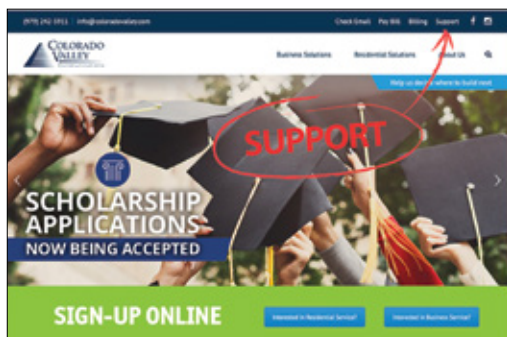 (979) 242-5911 | info@coloradovalley.com
Check Email Pay Bill Billing Support
COLORADO VALLEY
Business Solutions Residential Solutions About Us
Help us decide where to build next
SUPPORT
SCHOLARSHIP
APPLICATIONS
NOW BEING ACCEPTED
SIGN-UP ONLINE
Interested in Residential Service? Interested in Business Service?